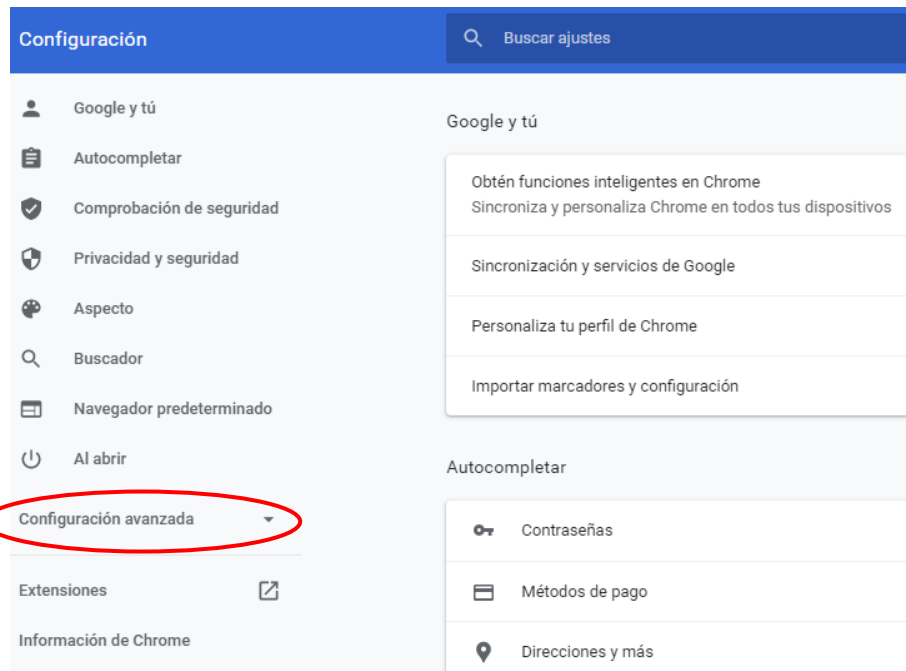 Configuración
Buscar ajustes
Google y tú
Autocompletar
Comprobación de seguridad
Privacidad y seguridad
Aspecto
Buscador
Navegador predeterminado
Al abrir
Configuración avanzada
Extensiones
Información de Chrome
Google y tú
Obtén funciones inteligentes en Chrome
Sincroniza y personaliza Chrome en todos tus dispositivos
Sincronización y servicios de Google
Personaliza tu perfil de Chrome
Importar marcadores y configuración
Autocompletar
Contraseñas
Métodos de pago
Direcciones y más